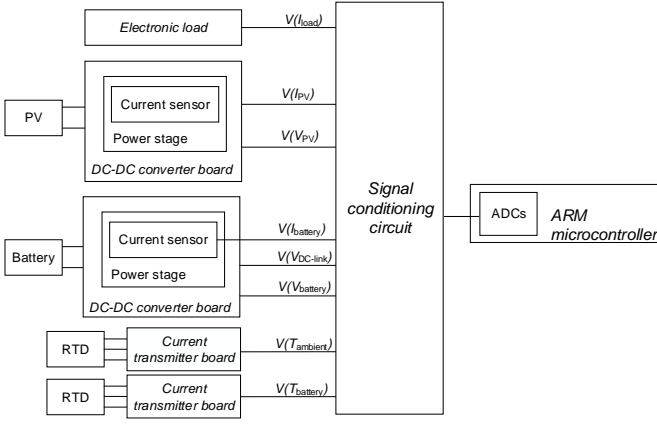 Electronic load
V(Iload)
PV
Current sensor
Power stage
DC-DC converter board
V(IPV)
V(VPV)
Battery
Current sensor
Power stage
DC-DC converter board
V(Ibattery)
V(VDC-link)
V(Vbattery)
RTD
Current
transmitter board
V(Tambient)
RTD
Current
transmitter board
V(Tbattery)
Signal
conditioning
circuit
ADCs
ARM
microcontroller